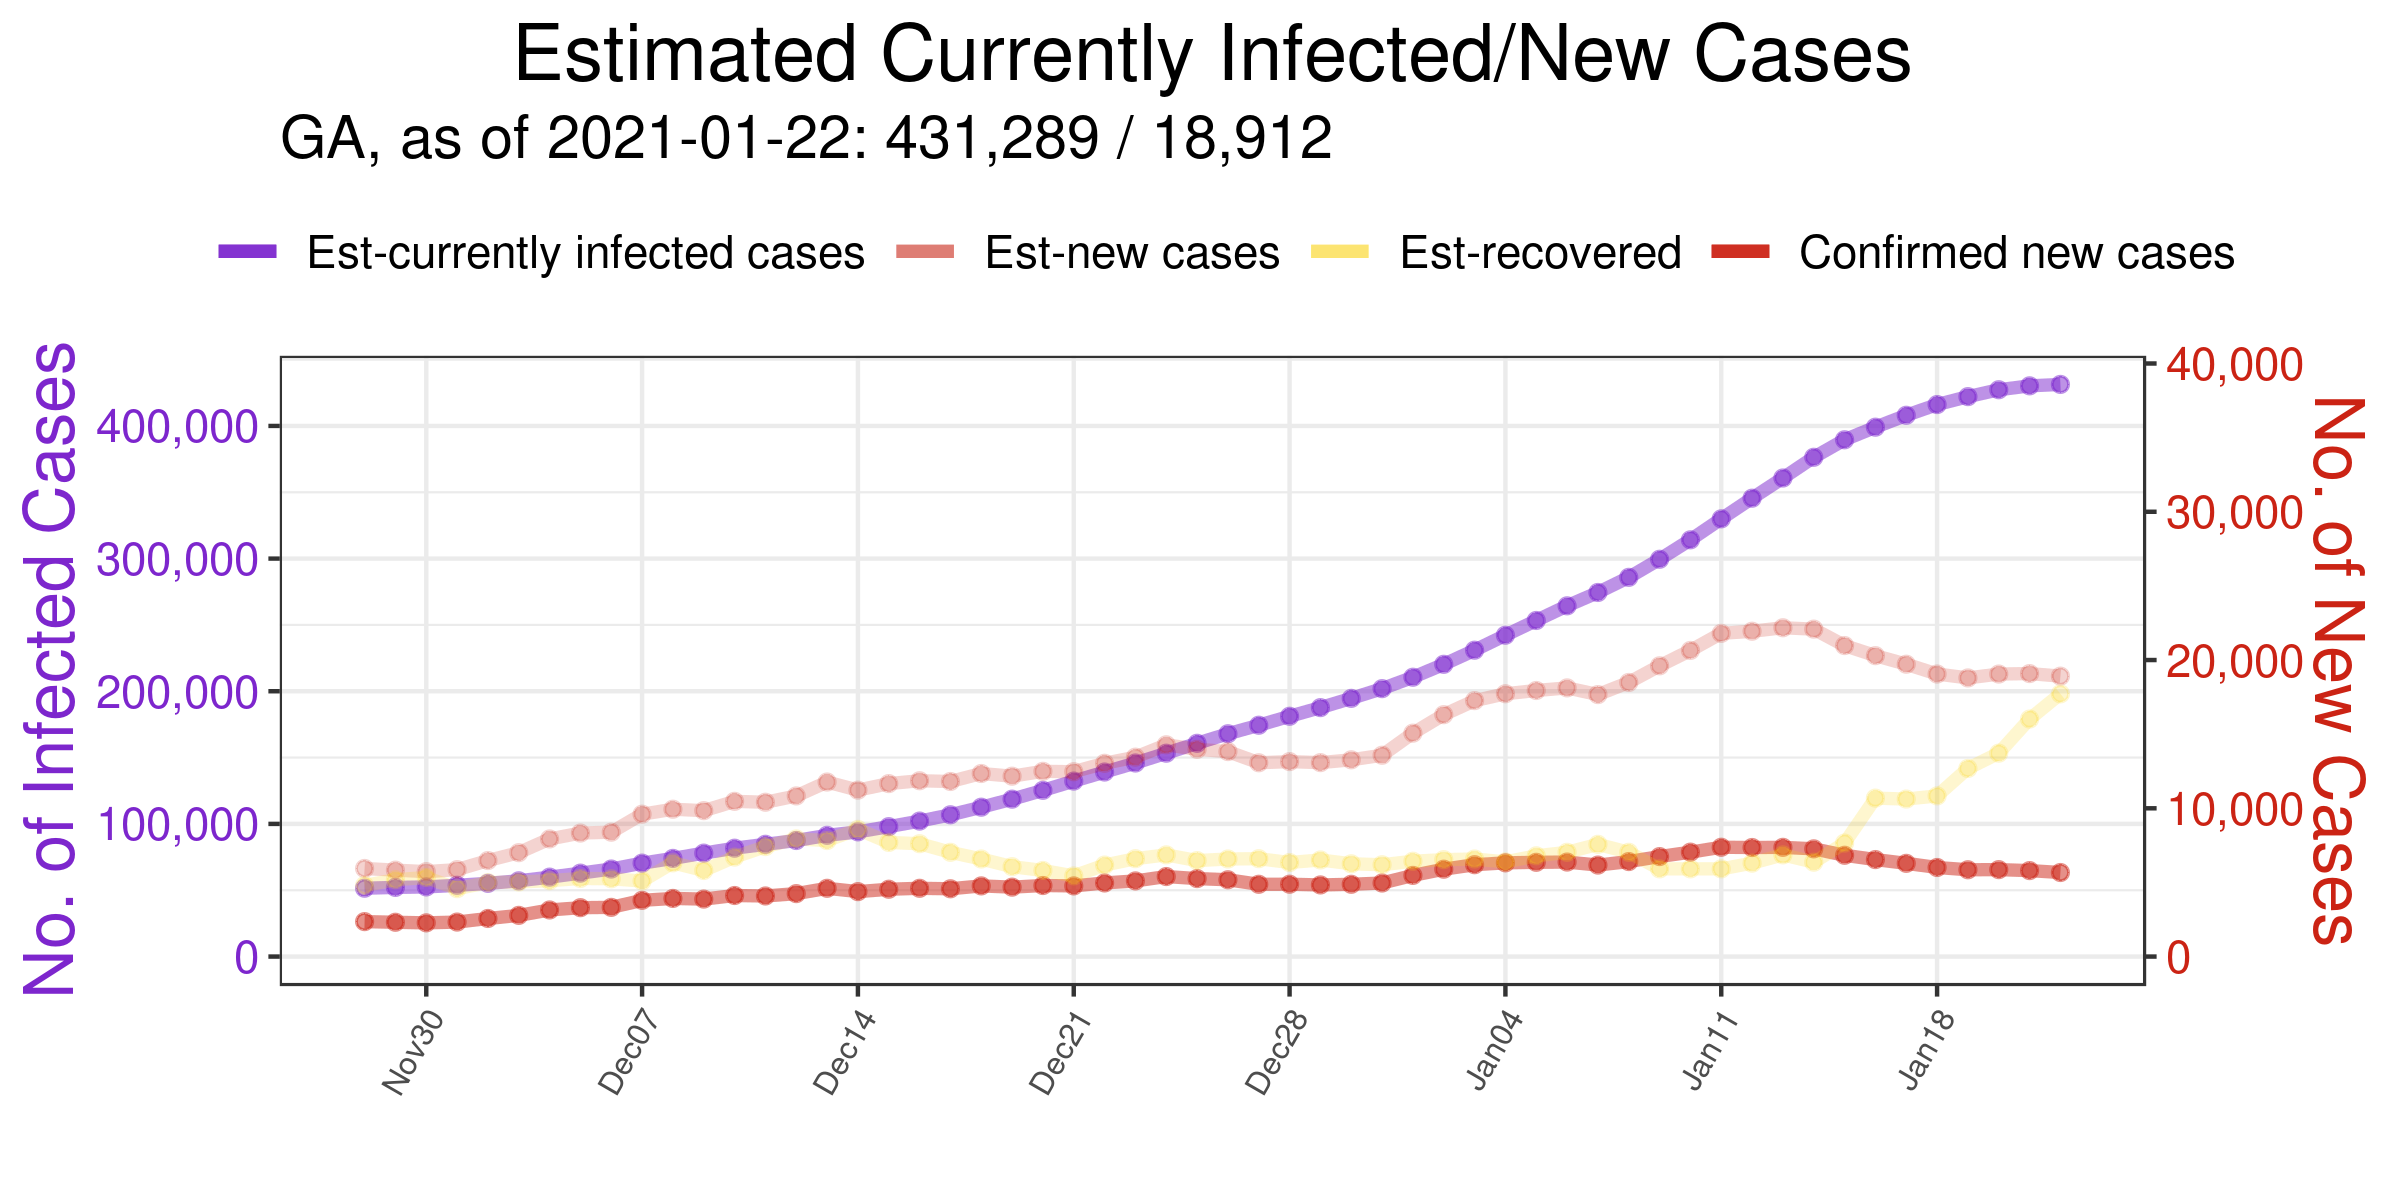 Estimated Currently Infected/New Cases
GA, as of 2021-01-22: 431,289 / 18,912
Est-currently infected cases Est-new cases Est-recovered Confirmed new cases
No. of Infected Cases
400,000
300,000
200,000
100,000
0
40,000
30,000
20,000
10,000
0
No. of New Cases
Nov30 Dec07 Dec14 Dec21 Dec28 Jan04 Jan11 Jan18